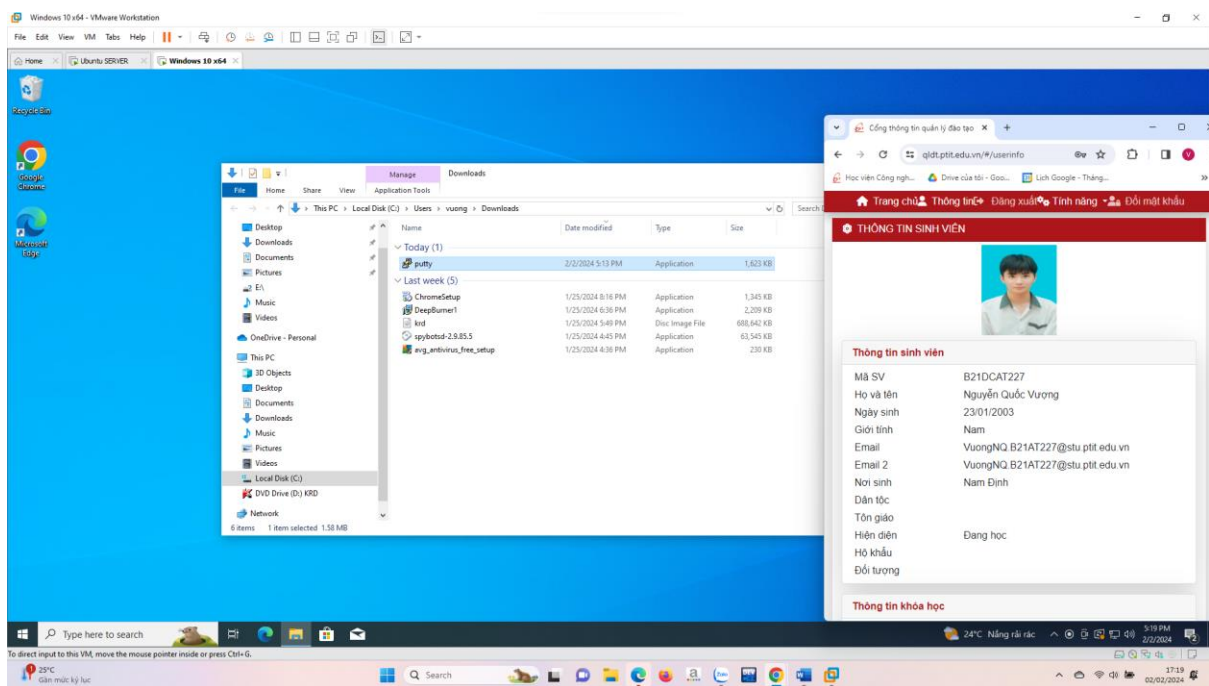 Windows 10 x64 - VMware Workstation
File Edit View VM Tabs Help
Home Ubuntu SERVER Windows 10 x64
Recycle Bin
Google Chrome
Microsoft Edge
Manage Downloads
File Home Share View Application Tools
This PC > Local Disk (C:) > Users > vuong > Downloads
Name Date modified Type Size
Today (1)
putty 2/2/2024 5:13 PM Application 1,623 KB
Last week (5)
ChromeSetup 1/25/2024 8:16 PM Application 1,345 KB
DeepBurner1 1/25/2024 6:36 PM Application 2,209 KB
krd 1/25/2024 5:49 PM Disc Image File 688,642 KB
spybotsd-2.9.85.5 1/25/2024 4:45 PM Application 63,545 KB
avg_antivirus_free_setup 1/25/2024 4:38 PM Application 230 KB
Desktop
Downloads
Documents
Pictures
E:\
Music
Videos
OneDrive - Personal
This PC
3D Objects
Desktop
Documents
Downloads
Music
Pictures
Videos
Local Disk (C:)
DVD Drive (D:) KRD
Network
6 items 1 item selected 1.58 MB
Cổng thông tin quản lý đào tạo
qldt.ptit.edu.vn/#/userinfo
Học viện Công ngh... Drive của tôi - Goo... Lịch Google - Tháng...
Trang chủ Thông tin Đăng xuất Tính năng Đổi mật khẩu
THÔNG TIN SINH VIÊN
Thông tin sinh viên
Mã SV B21DCAT227
Họ và tên Nguyễn Quốc Vượng
Ngày sinh 23/01/2003
Giới tính Nam
Email VuongNQ.B21AT227@stu.ptit.edu.vn
Email 2 VuongNQ.B21AT227@stu.ptit.edu.vn
Nơi sinh Nam Định
Dân tộc
Tôn giáo
Hiện diện Đang học
Hộ khẩu
Đối tượng
Thông tin khóa học
Type here to search
24°C Nắng rải rác
5:19 PM
2/2/2024
To direct input to this VM, move the mouse pointer inside or press Ctrl+G.
25°C
Gần mức kỷ lục
Search
17:19
02/02/2024